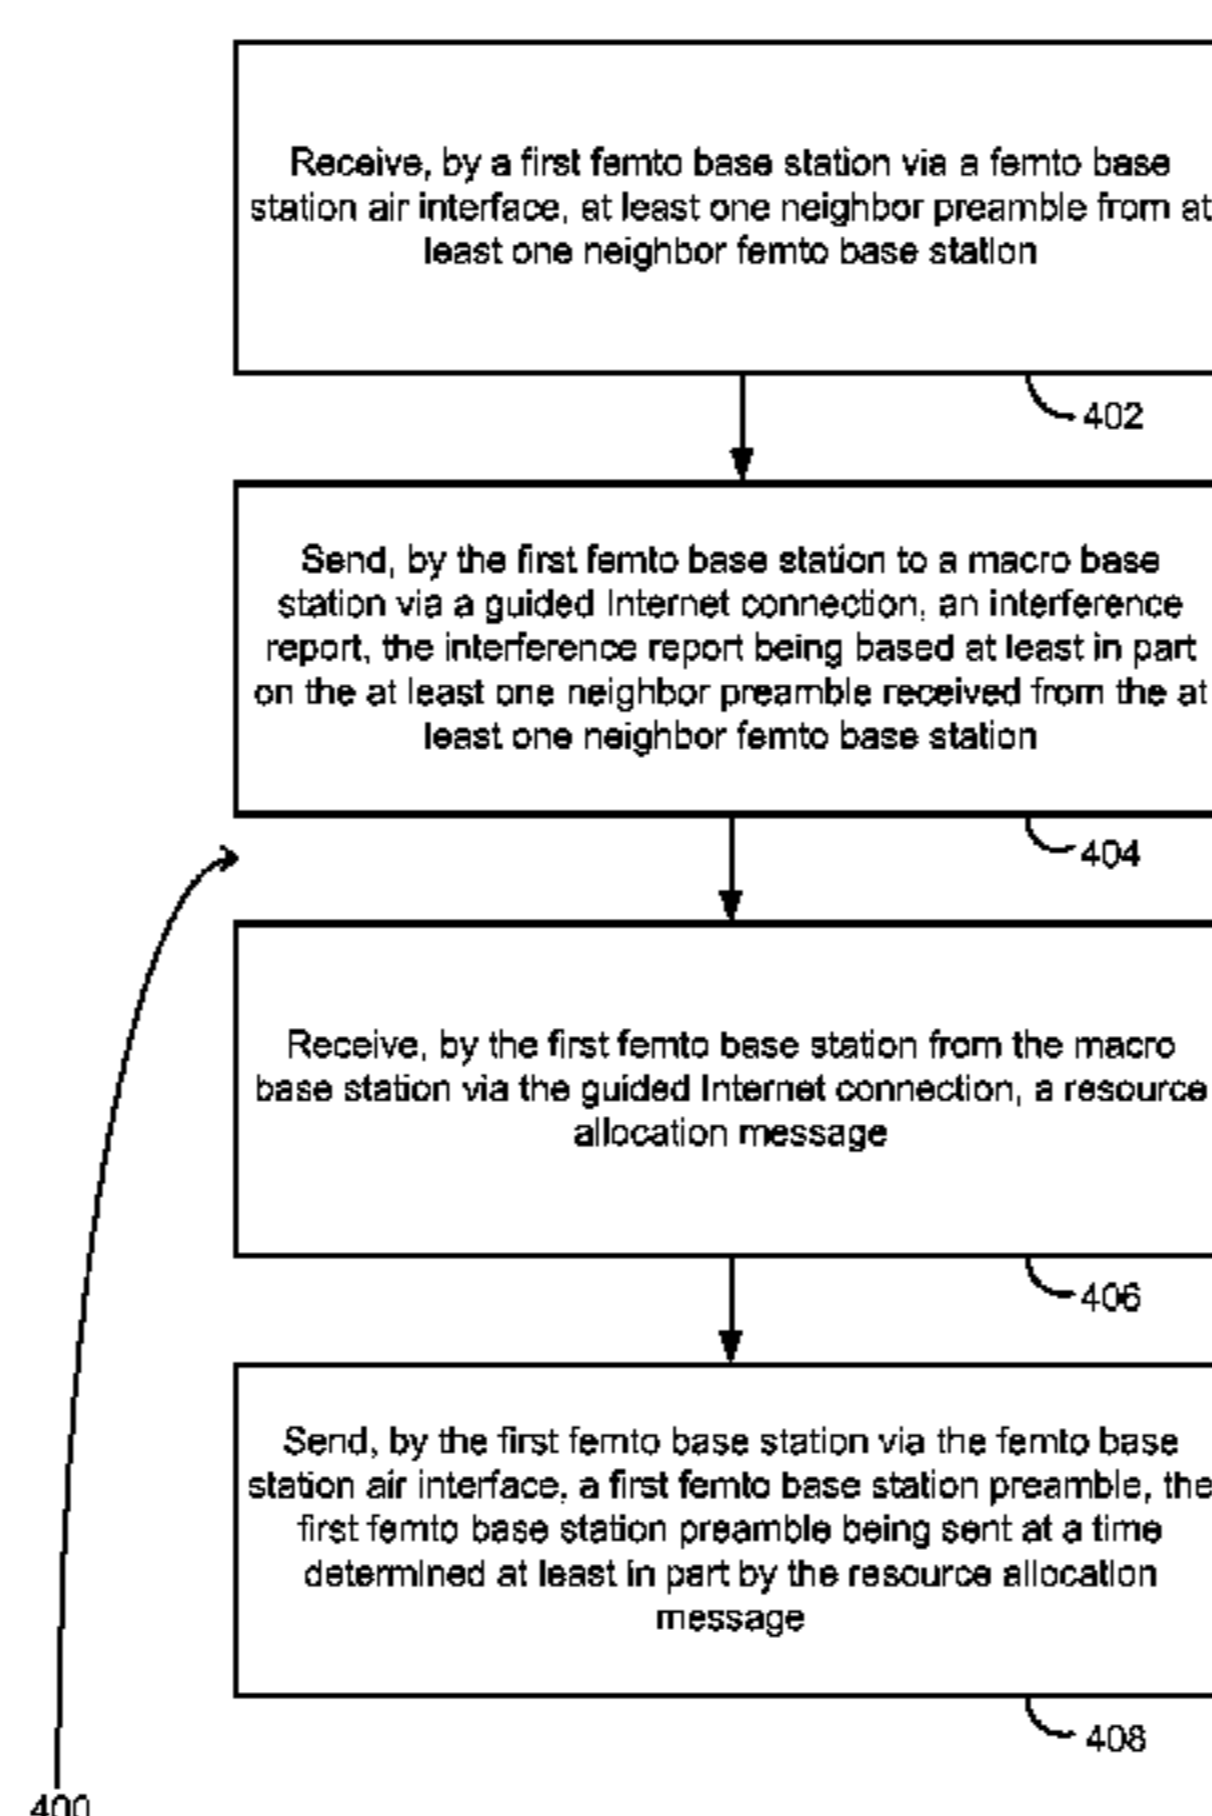 Receive, by a first femto base station via a femto base
station air interface, at least one neighbor preamble from at
least one neighbor femto base station
402
Send, by the first femto base station to a macro base
station via a guided Internet connection, an interference
report, the interference report being based at least in part
on the at least one neighbor preamble received from the at
least one neighbor femto base station
404
Receive, by the first femto base station from the macro
base station via the guided Internet connection, a resource
allocation message
406
Send, by the first femto base station via the femto base
station air interface, a first femto base station preamble, the
first femto base station preamble being sent at a time
determined at least in part by the resource allocation
message
408
400